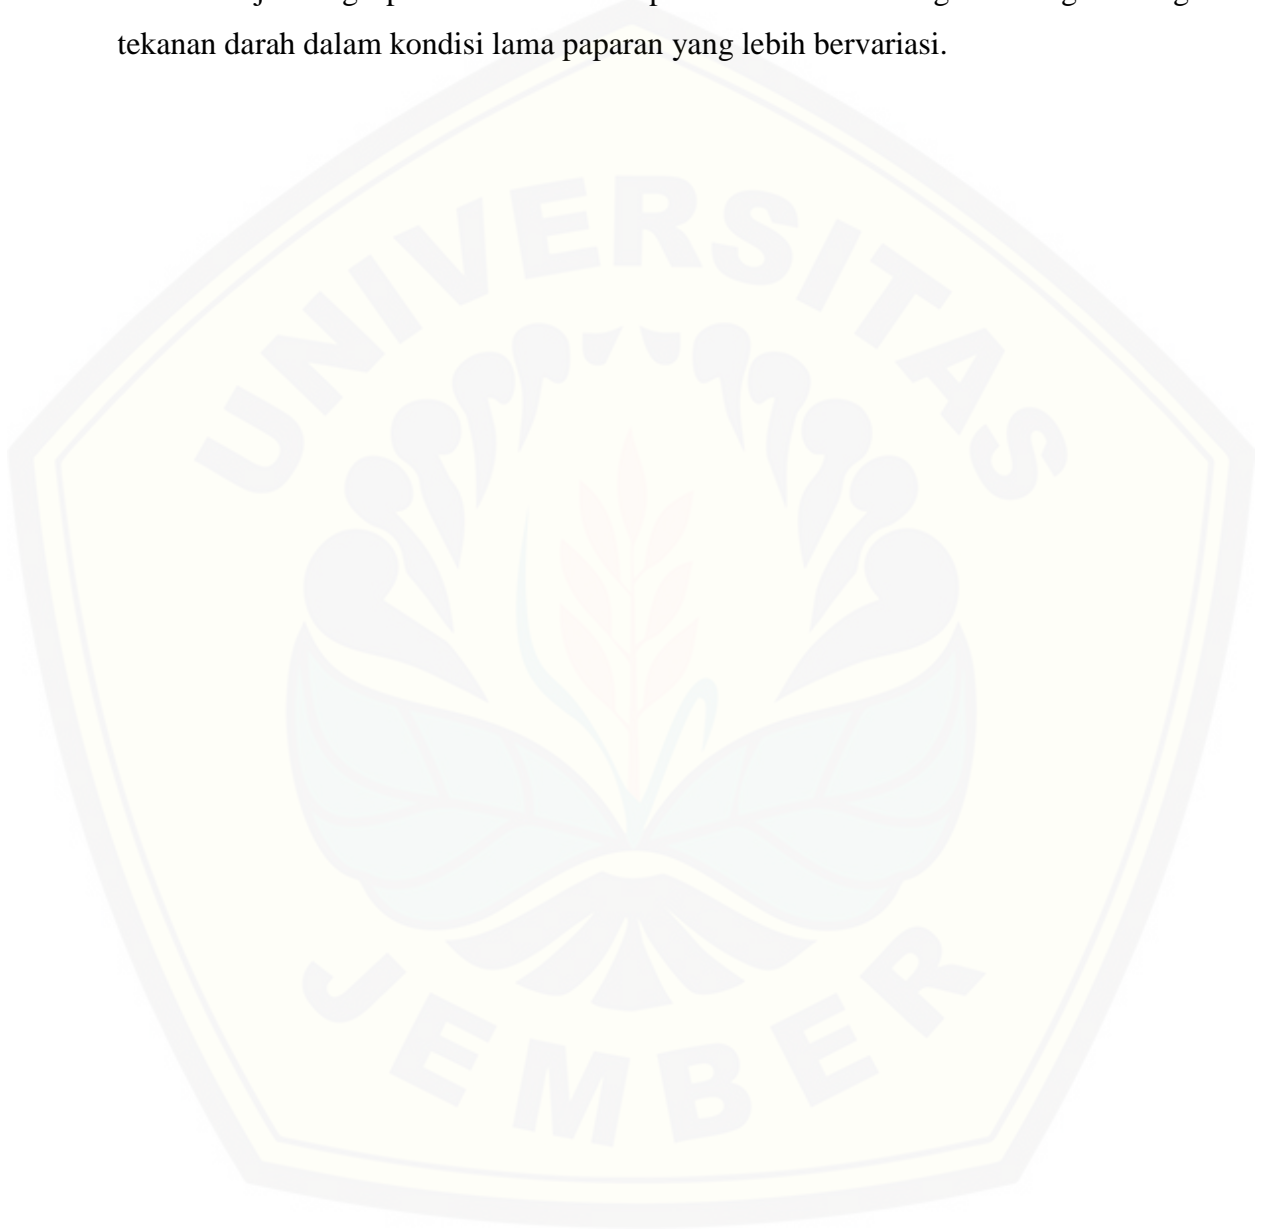 tekanan darah dalam kondisi lama paparan yang lebih bervariasi.
UNIVERSITAS
JEMBER